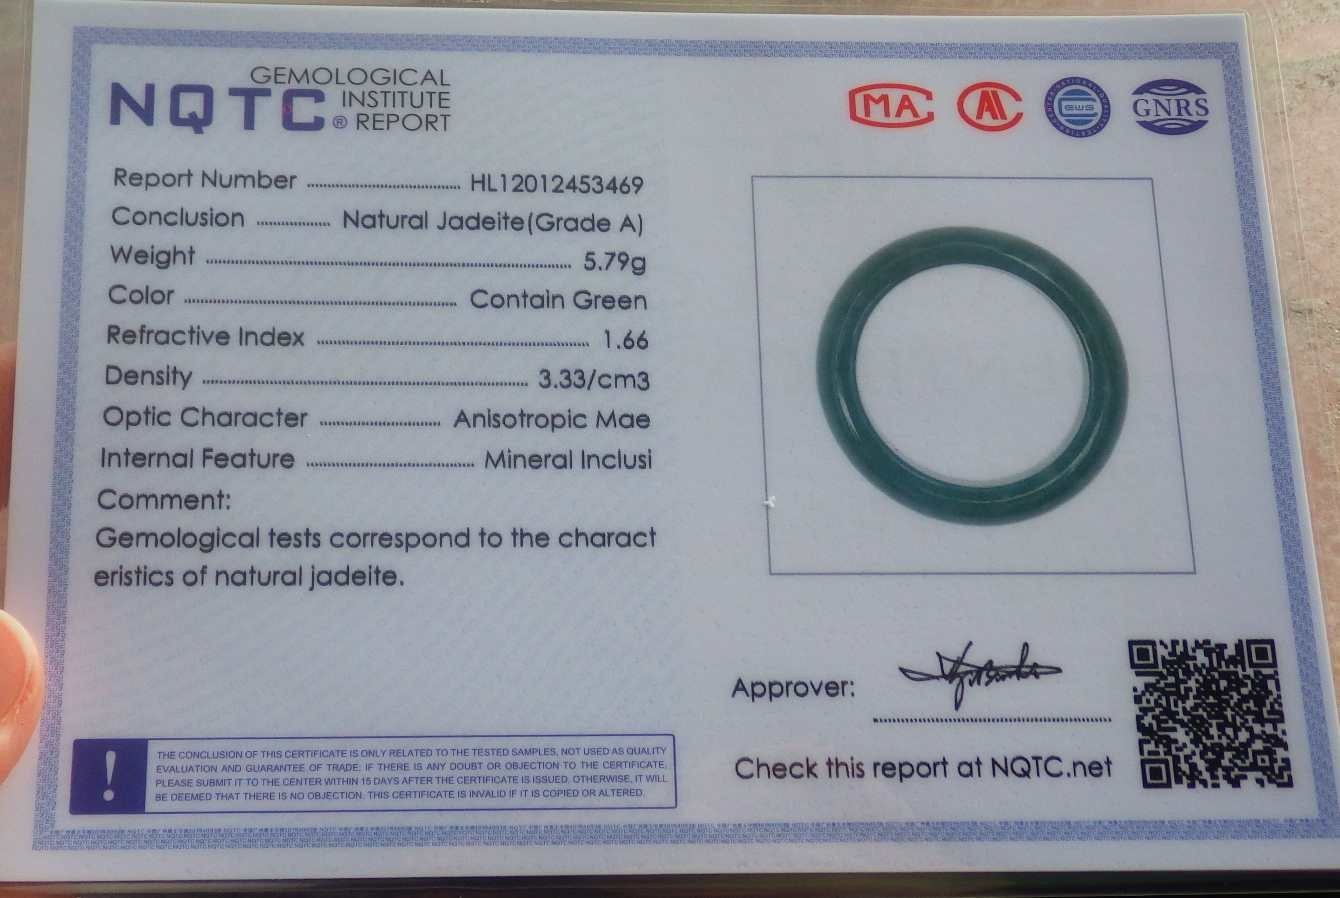 NQTC®
GEMOLOGICAL
INSTITUTE
REPORT
MA
AL
GWS
GNRS
Report Number ........................ HL12012453469
Conclusion ............ Natural Jadeite(Grade A)
Weight ........................ 5.79g
Color ........................ Contain Green
Refractive Index ........................ 1.66
Density ........................ 3.33/cm3
Optic Character ............ Anisotropic Mae
Internal Feature ............ Mineral Inclusi
Comment:
Gemological tests correspond to the charact
eristics of natural jadeite.
! THE CONCLUSION OF THIS CERTIFICATE IS ONLY RELATED TO THE TESTED SAMPLES, NOT USED AS QUALITY
EVALUATION AND GUARANTEE OF TRADE; IF THERE IS ANY DOUBT OR OBJECTION TO THE CERTIFICATE,
PLEASE SUBMIT IT TO THE CENTER WITHIN 15 DAYS AFTER THE CERTIFICATE IS ISSUED. OTHERWISE, IT WILL
BE DEEMED THAT THERE IS NO OBJECTION. THIS CERTIFICATE IS INVALID IF IT IS COPIED OR ALTERED.
Approver:
Check this report at NQTC.net